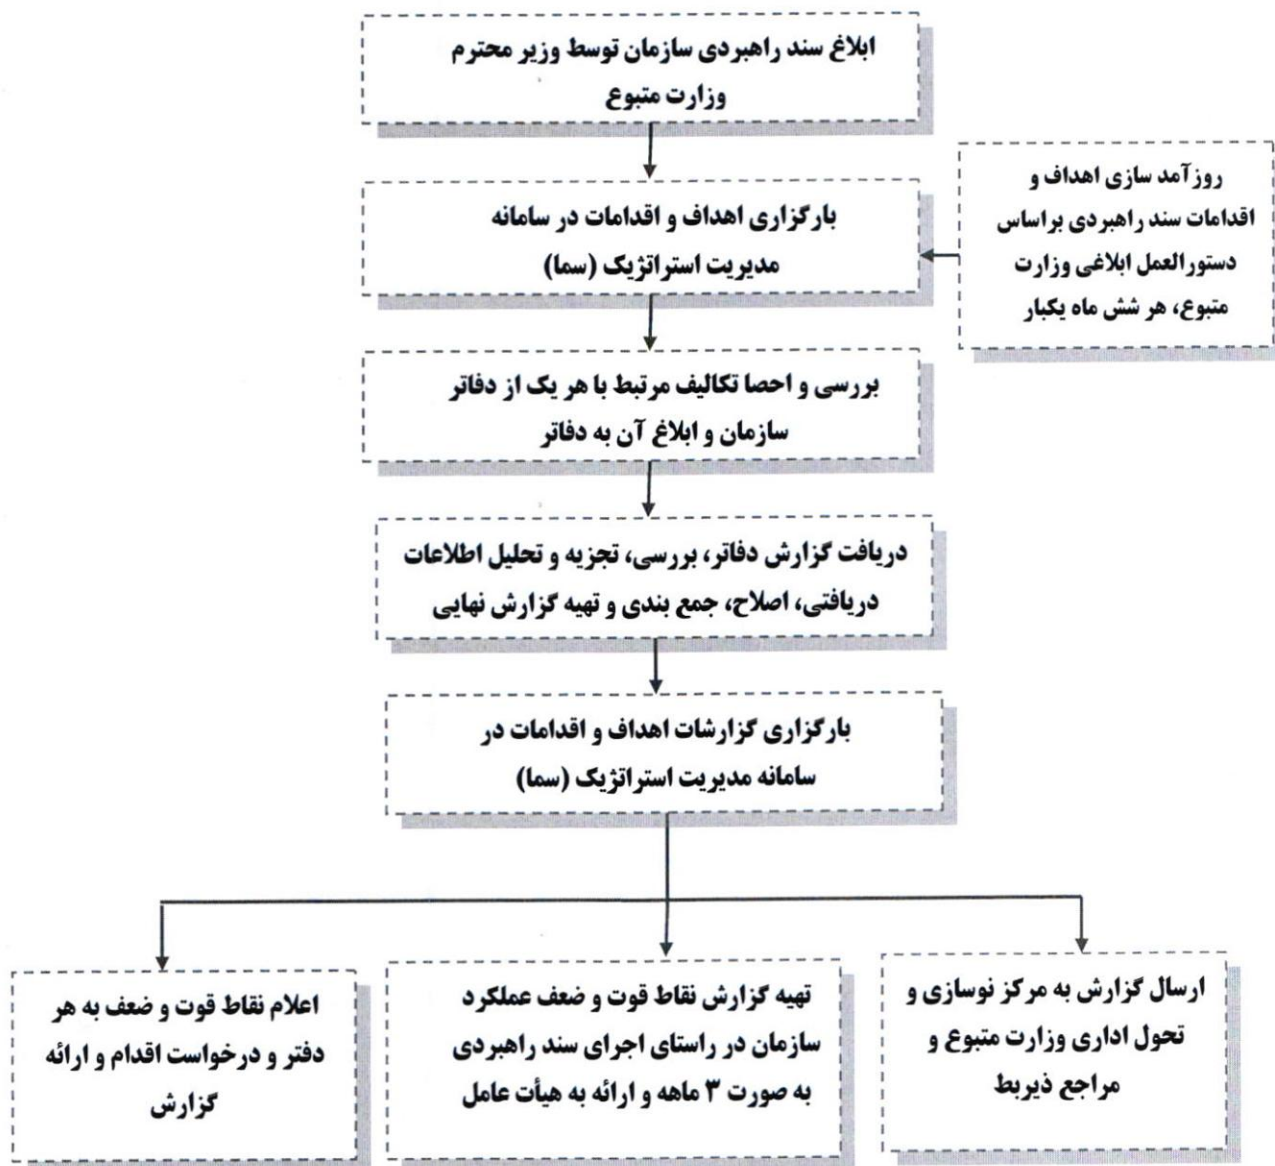 ابلاغ سند راهبردی سازمان توسط وزیر محترم
وزارت متبوع
روزآمد سازی اهداف و
اقدامات سند راهبردی براساس
دستورالعمل ابلاغی وزارت
متبوع، هر شش ماه یکبار
بارگزاری اهداف و اقدامات در سامانه
مدیریت استراتژیک (سما)
بررسی و احصا تکالیف مرتبط با هر یک از دفاتر
سازمان و ابلاغ آن به دفاتر
دریافت گزارش دفاتر، بررسی، تجزیه و تحلیل اطلاعات
دریافتی، اصلاح، جمع بندی و تهیه گزارش نهایی
بارگزاری گزارشات اهداف و اقدامات در
سامانه مدیریت استراتژیک (سما)
ارسال گزارش به مرکز نوسازی و
تحول اداری وزارت متبوع و
مراجع ذیربط
تهیه گزارش نقاط قوت و ضعف عملکرد
سازمان در راستای اجرای سند راهبردی
به صورت ۳ ماهه و ارائه به هیأت عامل
اعلام نقاط قوت و ضعف به هر
دفتر و درخواست اقدام و ارائه
گزارش